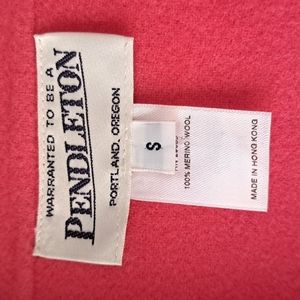 WARRANTED TO BE A
PENDLETON
PORTLAND, OREGON
S
100% MERINO WOOL
MADE IN HONG KONG